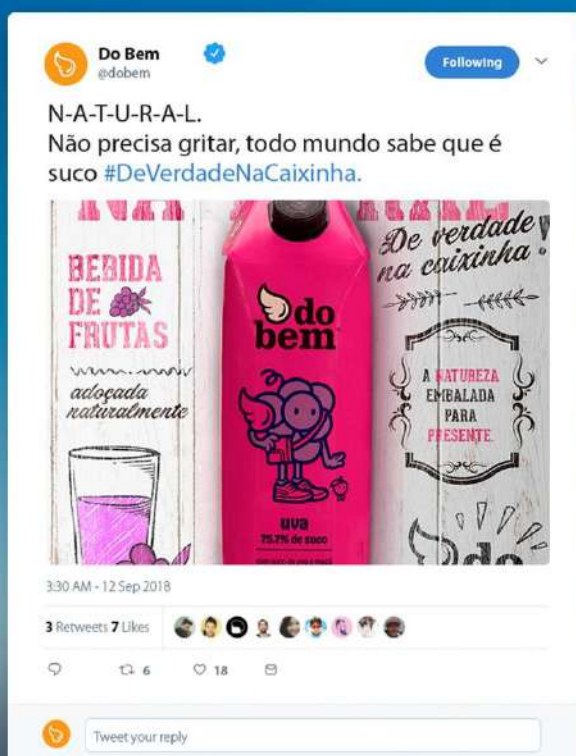 Do Bem
@dobem
Following
N-A-T-U-R-A-L.
Não precisa gritar, todo mundo sabe que é
suco #DeVerdadeNaCaixinha.
BEBIDA
DE
FRUTAS
adoçada
naturalmente
do
bem
uva
75.7% de suco
De verdade
na caixinha!
A NATUREZA
EMBALADA
PARA
PRESENTE.
do
3:30 AM - 12 Sep 2018
3 Retweets 7 Likes
6
18
Tweet your reply